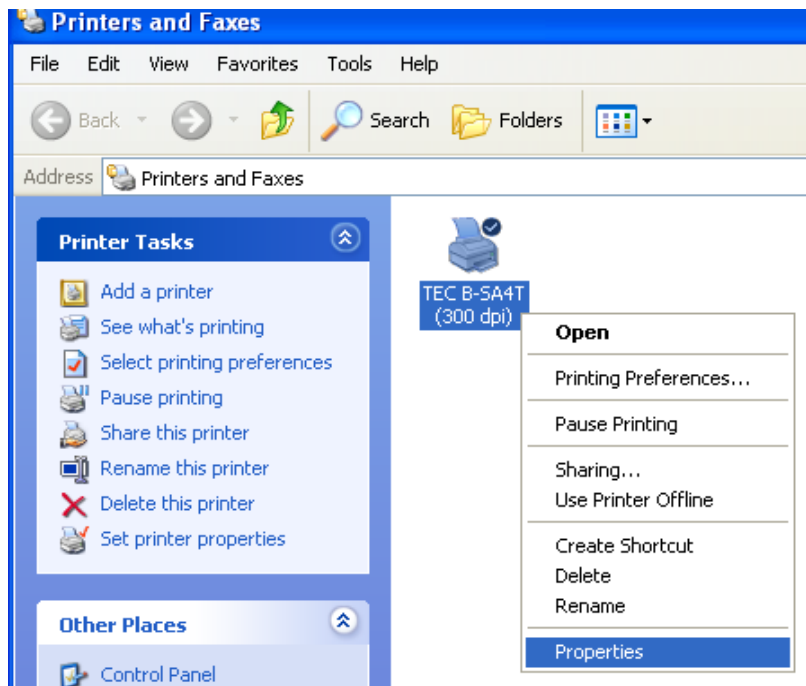 Printers and Faxes
File Edit View Favorites Tools Help
Back Search Folders
Address Printers and Faxes
Printer Tasks
Add a printer
See what's printing
Select printing preferences
Pause printing
Share this printer
Rename this printer
Delete this printer
Set printer properties
Other Places
Control Panel
TEC B-SA4T
(300 dpi)
Open
Printing Preferences...
Pause Printing
Sharing...
Use Printer Offline
Create Shortcut
Delete
Rename
Properties